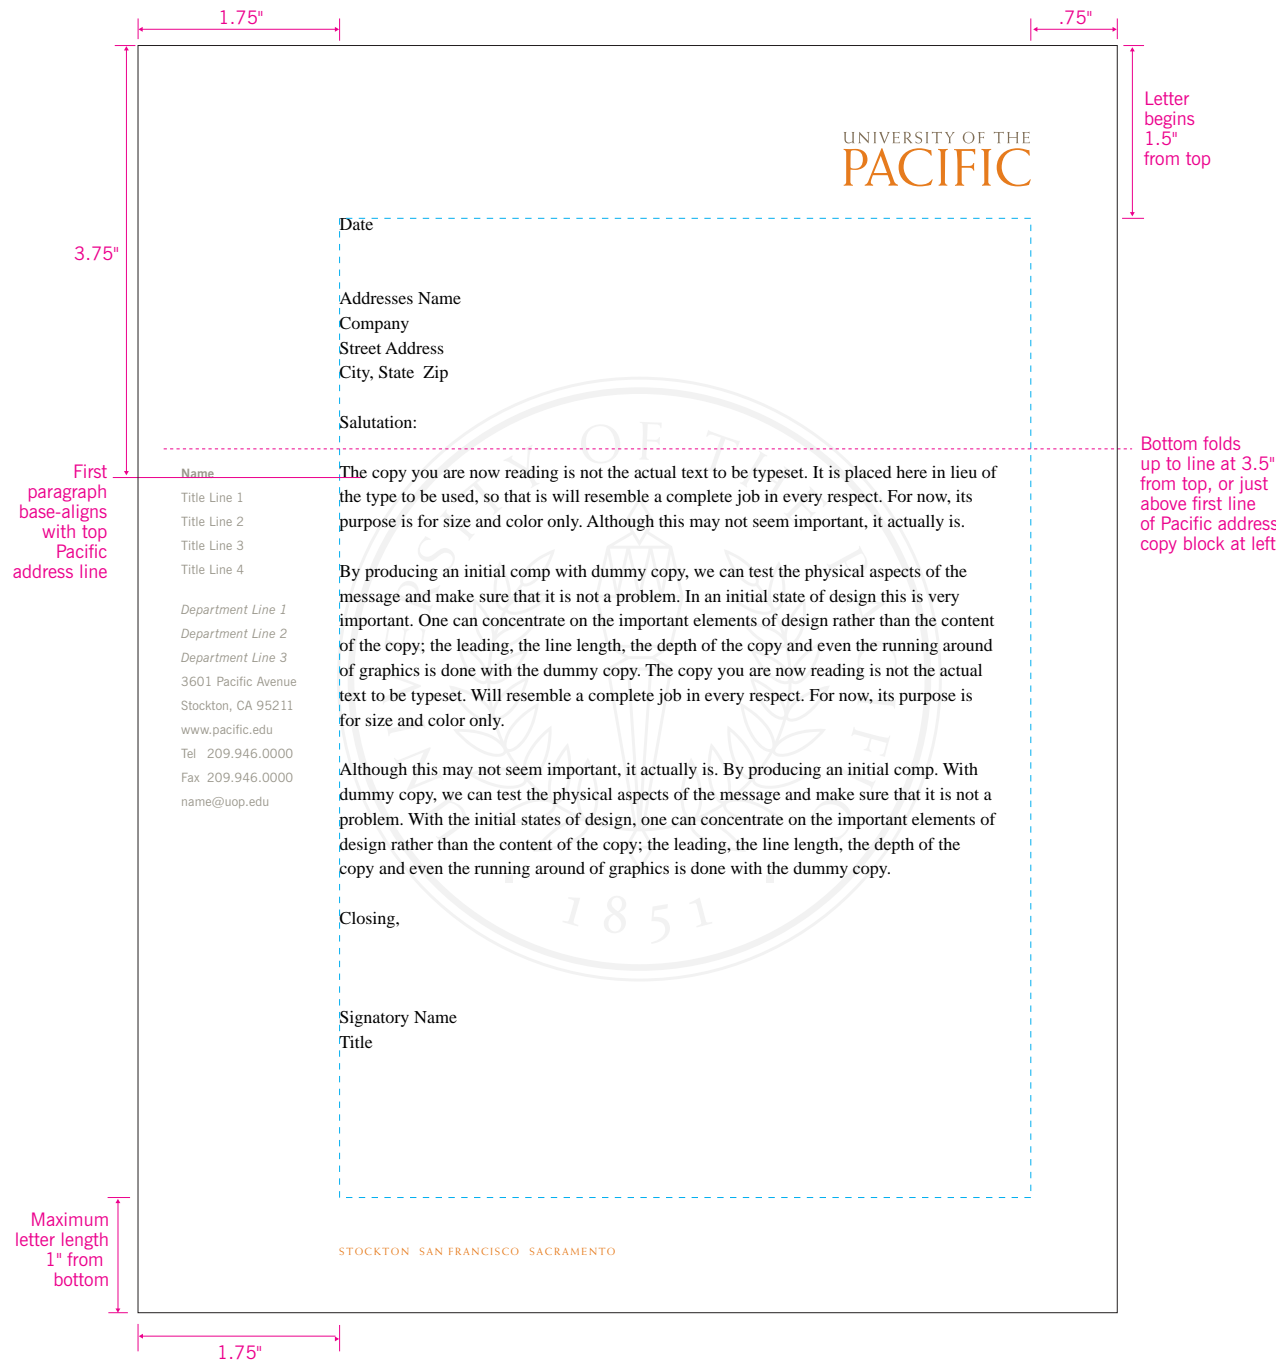 1.75"
.75"
Letter
begins
1.5"
from top
UNIVERSITY OF THE
PACIFIC
3.75"
Date
Addresses Name
Company
Street Address
City, State  Zip
Salutation:
Bottom folds
up to line at 3.5"
from top, or just
above first line
of Pacific address
copy block at left
First
paragraph
base-aligns
with top
Pacific
address line
Name
Title Line 1
Title Line 2
Title Line 3
Title Line 4
Department Line 1
Department Line 2
Department Line 3
3601 Pacific Avenue
Stockton, CA 95211
www.pacific.edu
Tel  209.946.0000
Fax  209.946.0000
name@uop.edu
The copy you are now reading is not the actual text to be typeset. It is placed here in lieu of
the type to be used, so that is will resemble a complete job in every respect. For now, its
purpose is for size and color only. Although this may not seem important, it actually is.
By producing an initial comp with dummy copy, we can test the physical aspects of the
message and make sure that it is not a problem. In an initial state of design this is very
important. One can concentrate on the important elements of design rather than the content
of the copy; the leading, the line length, the depth of the copy and even the running around
of graphics is done with the dummy copy. The copy you are now reading is not the actual
text to be typeset. Will resemble a complete job in every respect. For now, its purpose is
for size and color only.
Although this may not seem important, it actually is. By producing an initial comp. With
dummy copy, we can test the physical aspects of the message and make sure that it is not a
problem. With the initial states of design, one can concentrate on the important elements of
design rather than the content of the copy; the leading, the line length, the depth of the
copy and even the running around of graphics is done with the dummy copy.
Closing,
Signatory Name
Title
UNIVERSITY OF THE PACIFIC
1851
Maximum
letter length
1" from
bottom
STOCKTON  SAN FRANCISCO  SACRAMENTO
1.75"